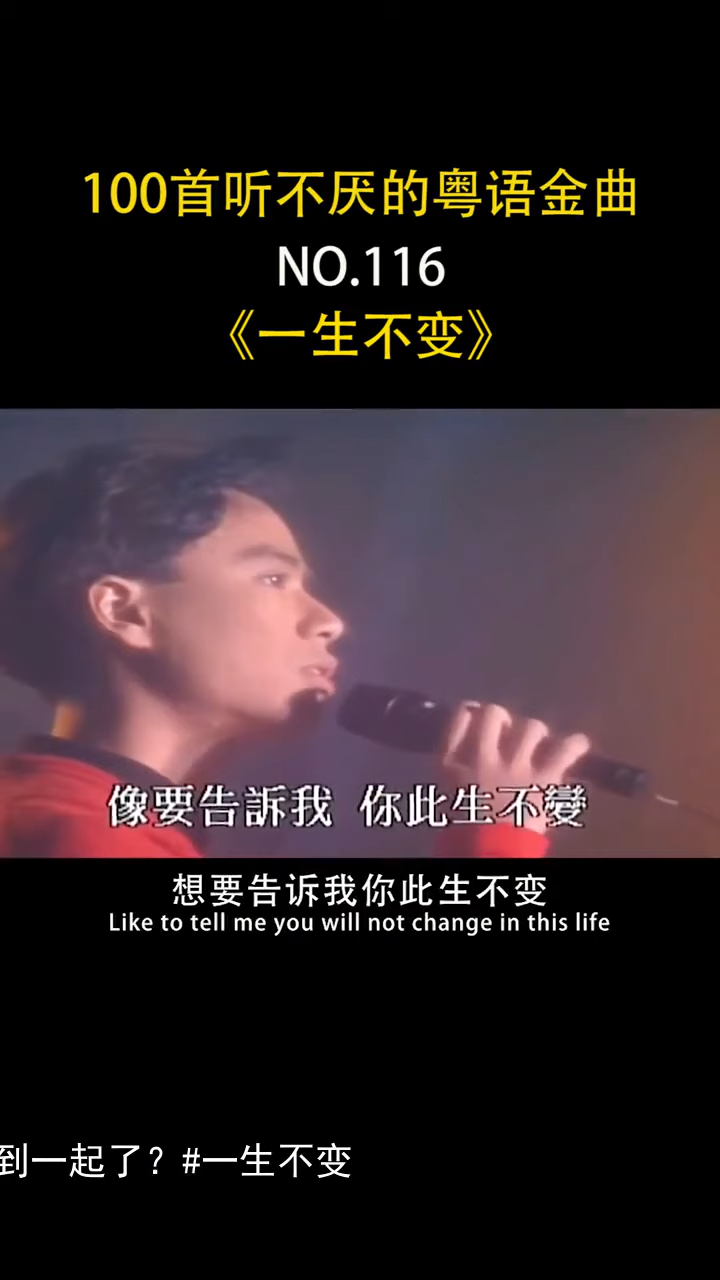 100首听不厌的粤语金曲
NO.116
《一生不变》
像要告訴我 你此生不變
想要告诉我你此生不变
Like to tell me you will not change in this life
到一起了？#一生不变